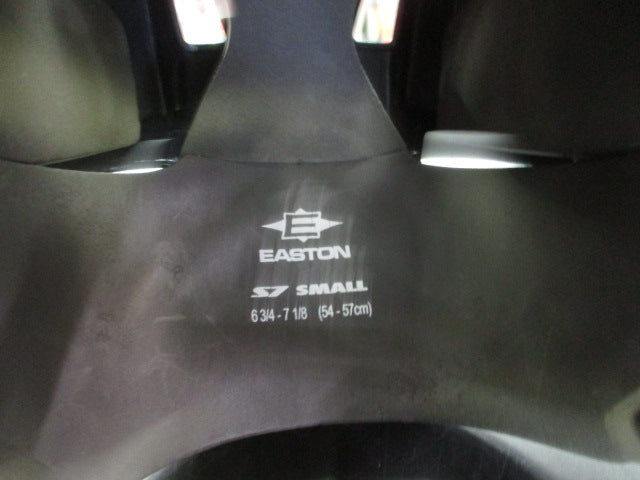 E
EASTON
S7 SMALL
6 3/4 - 7 1/8 (54 - 57cm)